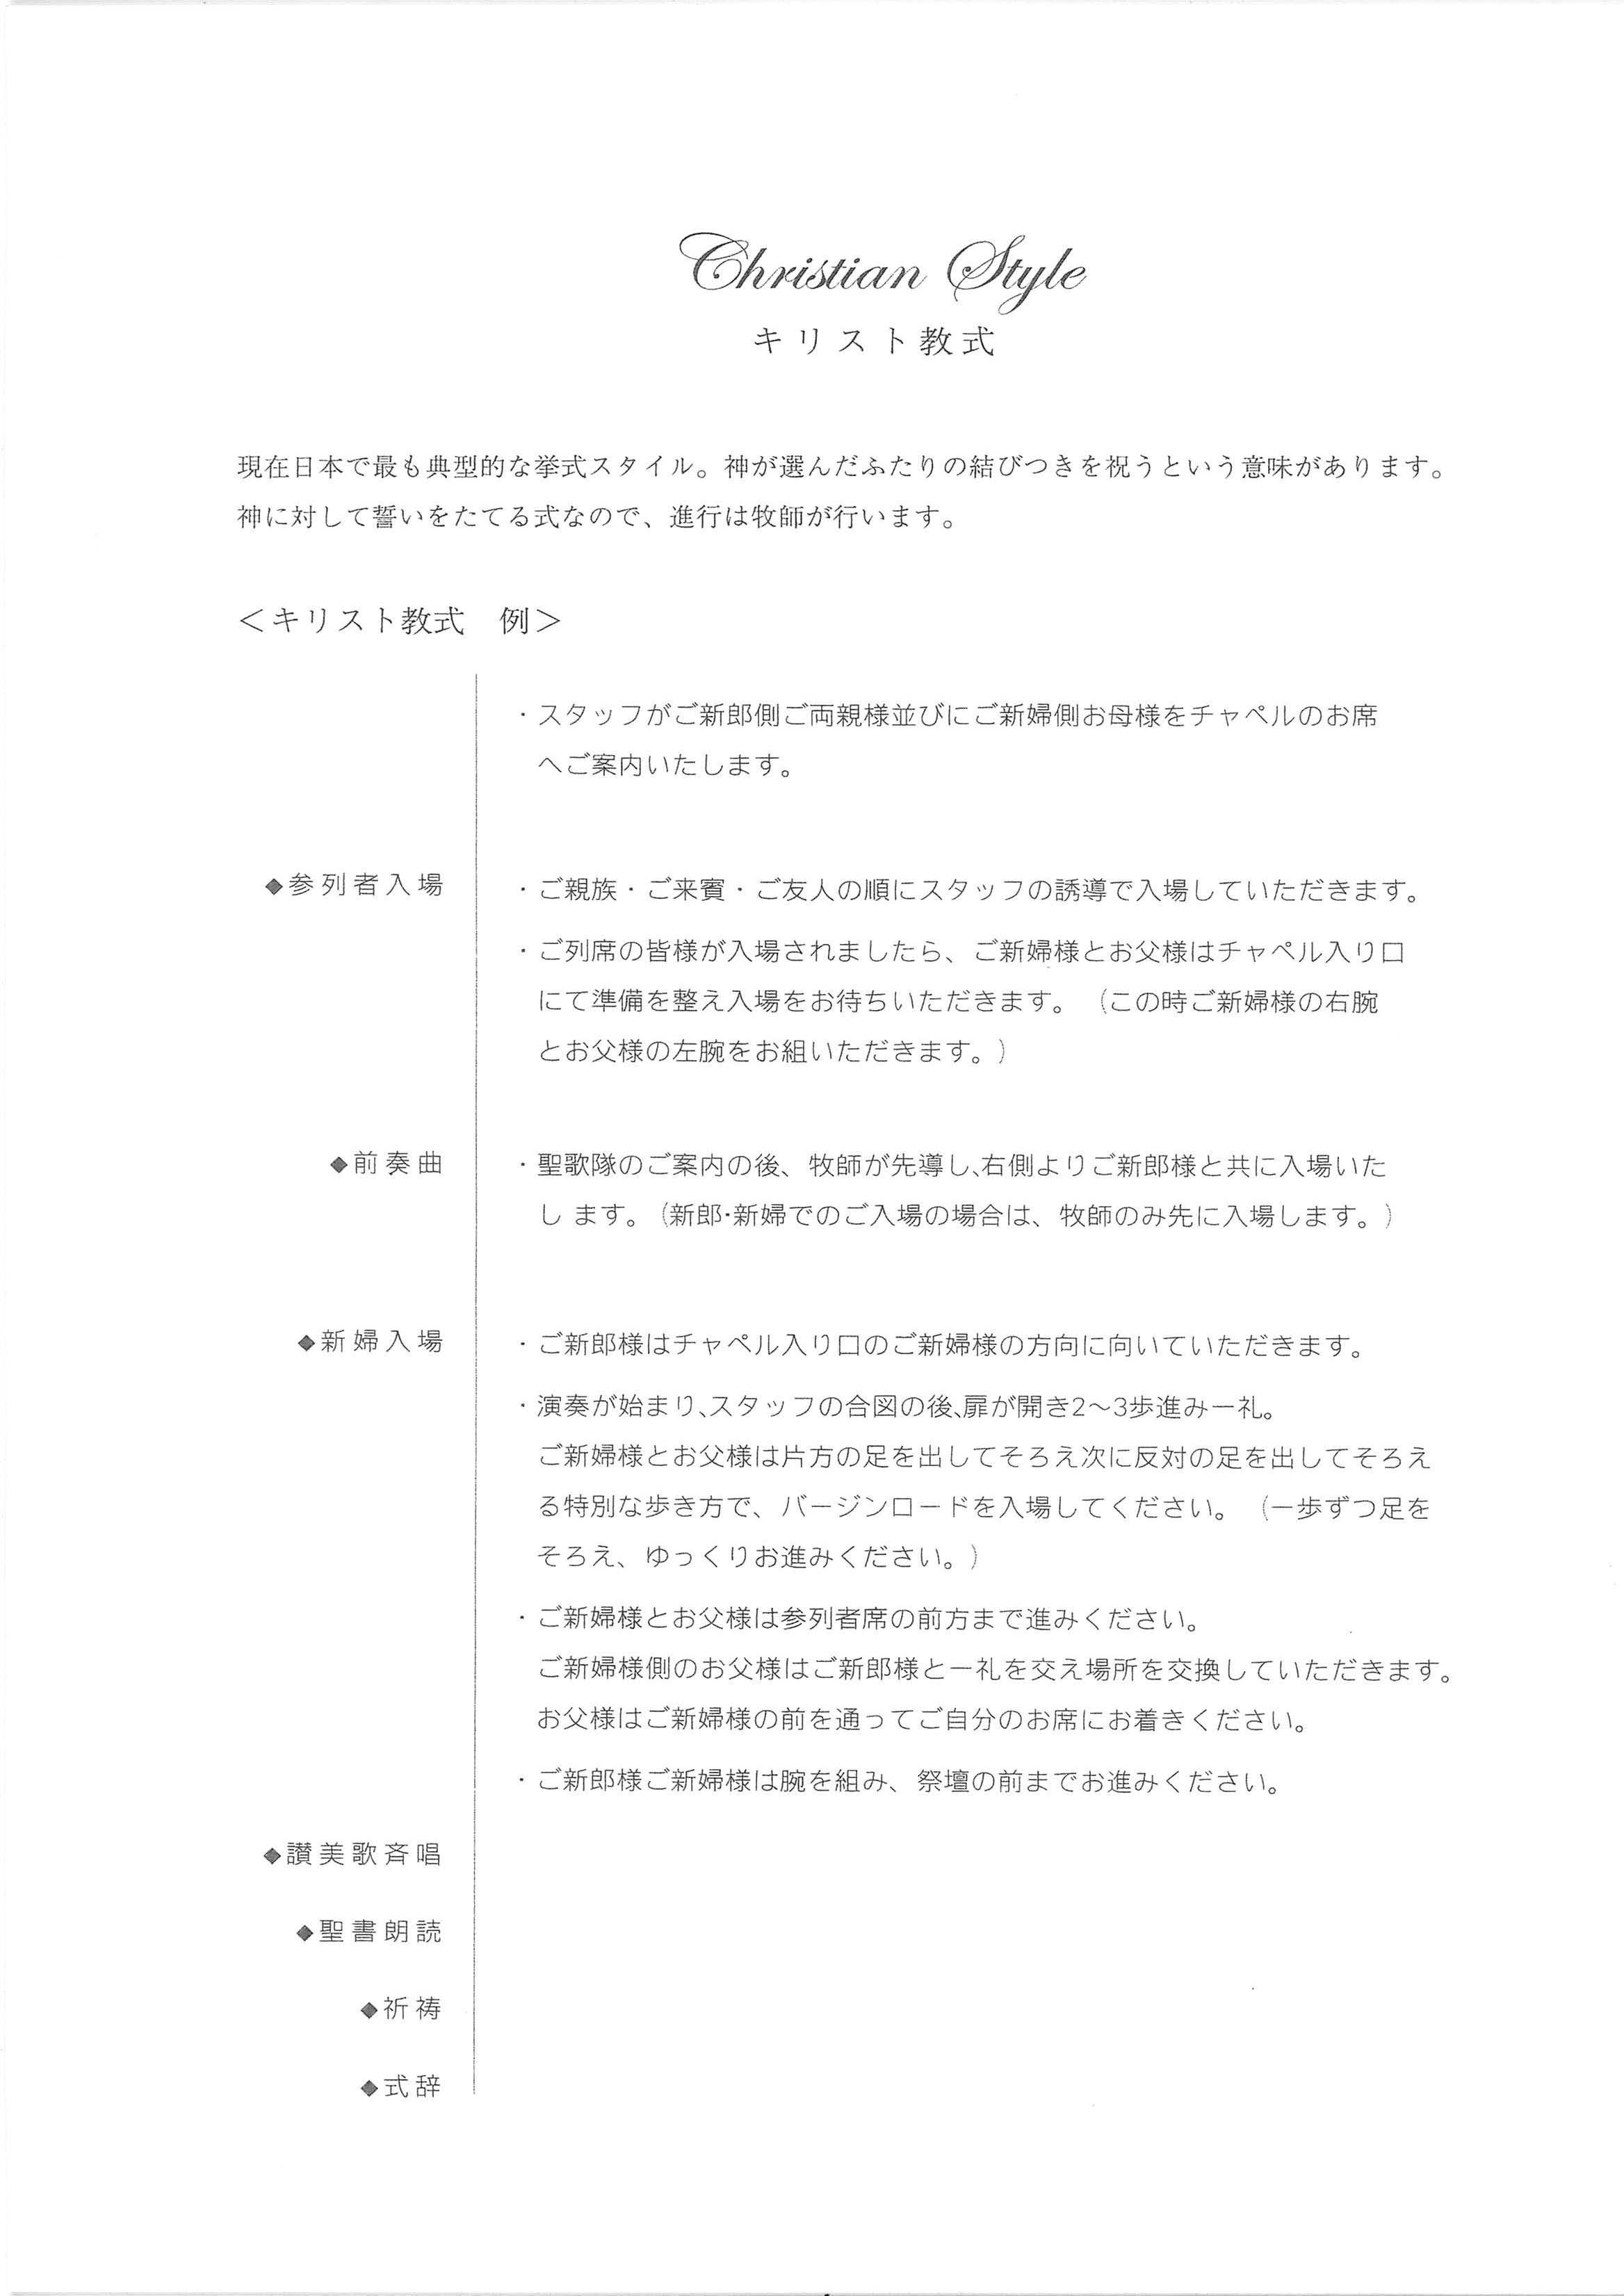 Christian Style
キリスト教式
現在日本で最も典型的な挙式スタイル。神が選んだふたりの結びつきを祝うという意味があります。
神に対して誓いをたてる式なので、進行は牧師が行います。
＜キリスト教式　例＞
・スタッフがご新郎側ご両親様並びにご新婦側お母様をチャペルのお席
へご案内いたします。
◆参列者入場
・ご親族・ご来賓・ご友人の順にスタッフの誘導で入場していただきます。
・ご列席の皆様が入場されましたら、ご新婦様とお父様はチャペル入り口
にて準備を整え入場をお待ちいただきます。（この時ご新婦様の右腕
とお父様の左腕をお組いただきます。）
◆前奏曲
・聖歌隊のご案内の後、牧師が先導し、右側よりご新郎様と共に入場いた
し ます。（新郎・新婦でのご入場の場合は、牧師のみ先に入場します。）
◆新婦入場
・ご新郎様はチャペル入り口のご新婦様の方向に向いていただきます。
・演奏が始まり、スタッフの合図の後、扉が開き2～3歩進み一礼。
ご新婦様とお父様は片方の足を出してそろえ次に反対の足を出してそろえ
る特別な歩き方で、バージンロードを入場してください。（一歩ずつ足を
そろえ、ゆっくりお進みください。）
・ご新婦様とお父様は参列者席の前方まで進みください。
ご新婦様側のお父様はご新郎様と一礼を交え場所を交換していただきます。
お父様はご新婦様の前を通ってご自分のお席にお着きください。
・ご新郎様ご新婦様は腕を組み、祭壇の前までお進みください。
◆讃美歌斉唱
◆聖書朗読
◆祈祷
◆式辞